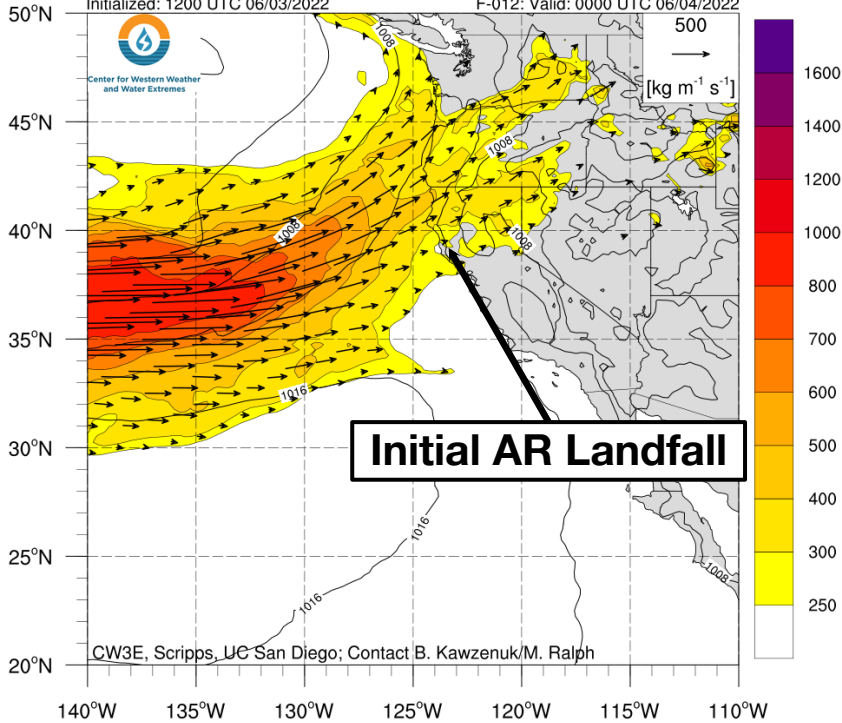 Initialized: 1200 UTC 06/03/2022 F-012: Valid: 0000 UTC 06/04/2022
50°N
45°N
40°N
35°N
30°N
25°N
20°N
Center for Western Weather
and Water Extremes
500
[kg m⁻¹ s⁻¹]
1008
1008
1008
1008
1016
1016
1016
1008
Initial AR Landfall
CW3E, Scripps, UC San Diego; Contact B. Kawzenuk/M. Ralph
140°W 135°W 130°W 125°W 120°W 115°W 110°W
1600
1400
1200
1000
800
700
600
500
400
300
250